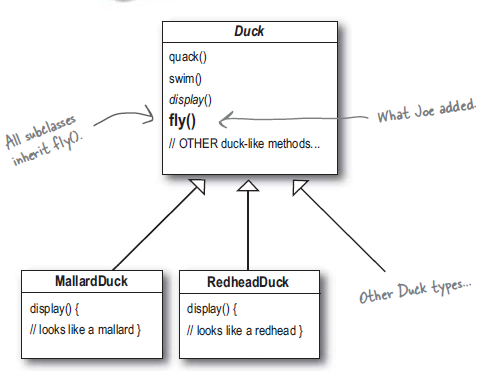 Duck
quack()
swim()
display()
fly()
// OTHER duck-like methods...
All subclasses
inherit fly().
What Joe added.
MallardDuck
display() {
// looks like a mallard }
RedheadDuck
display() {
// looks like a redhead }
Other Duck types...